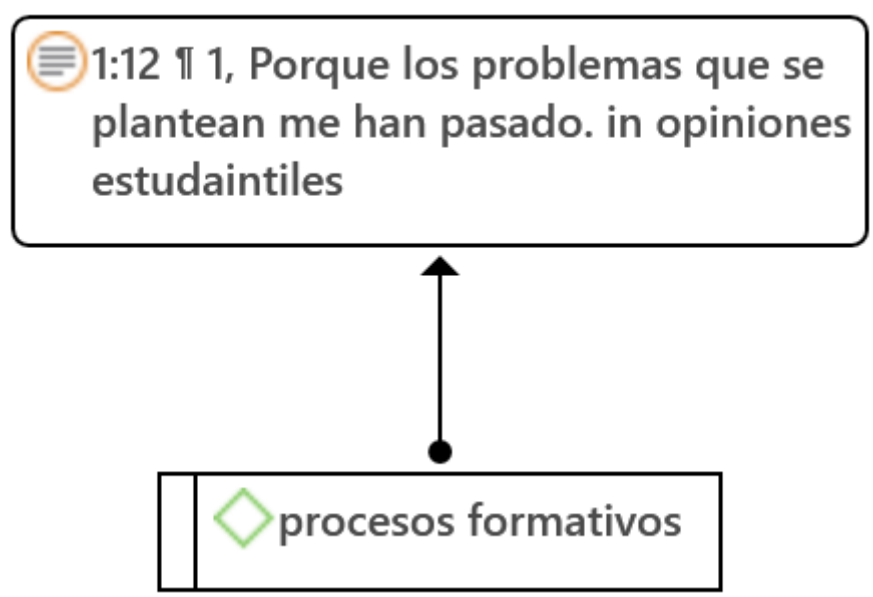 1:12 ¶ 1, Porque los problemas que se
plantean me han pasado. in opiniones
estudaintiles
procesos formativos